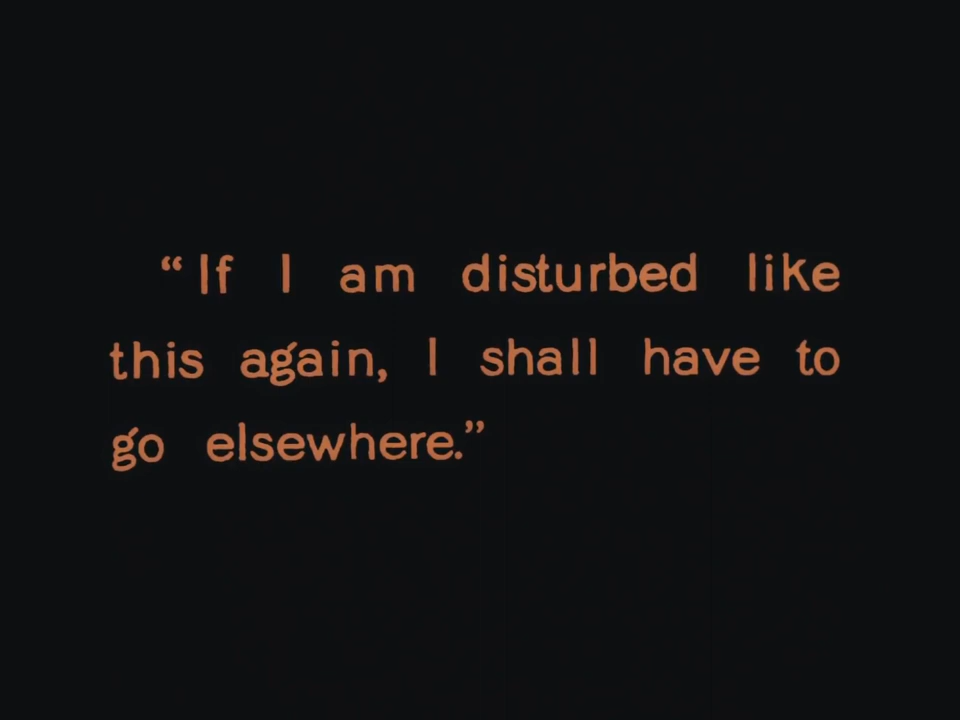 “If I am disturbed like
this again, I shall have to
go elsewhere.”